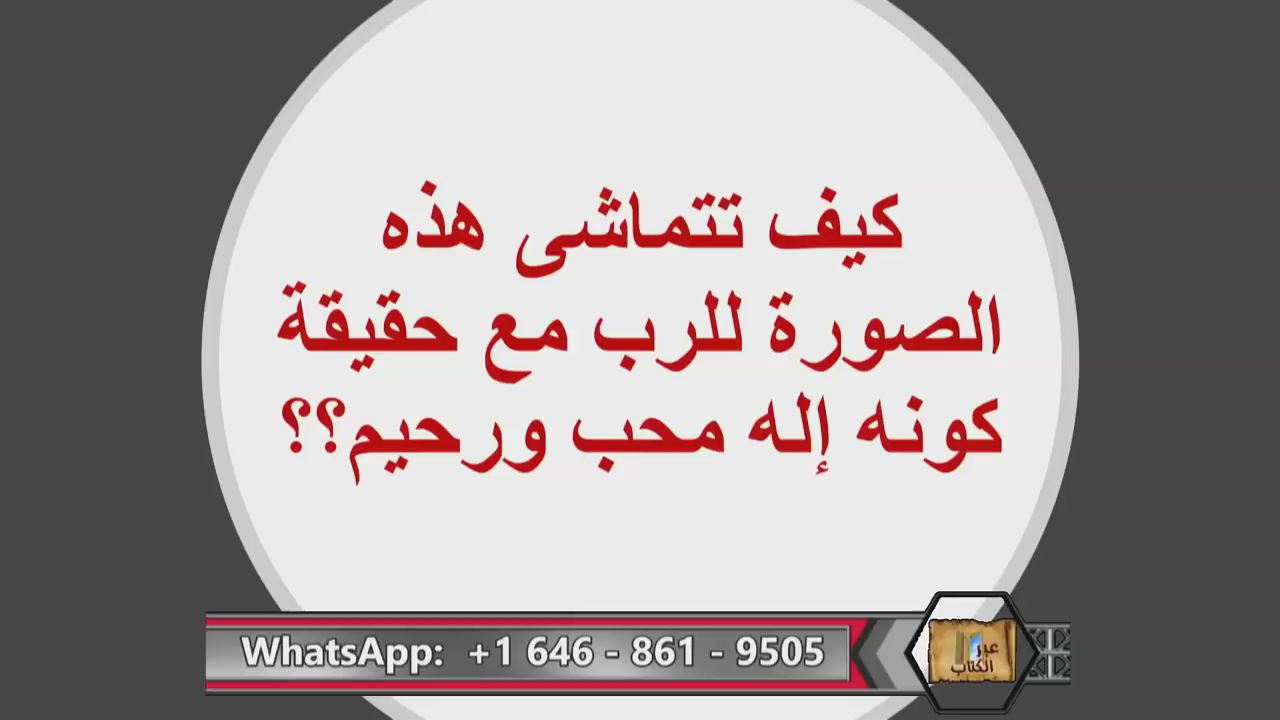 كيف تتماشى هذه
الصورة للرب مع حقيقة
كونه إله محب ورحيم؟؟
WhatsApp: +1 646 - 861 - 9505
عبر
الكتاب